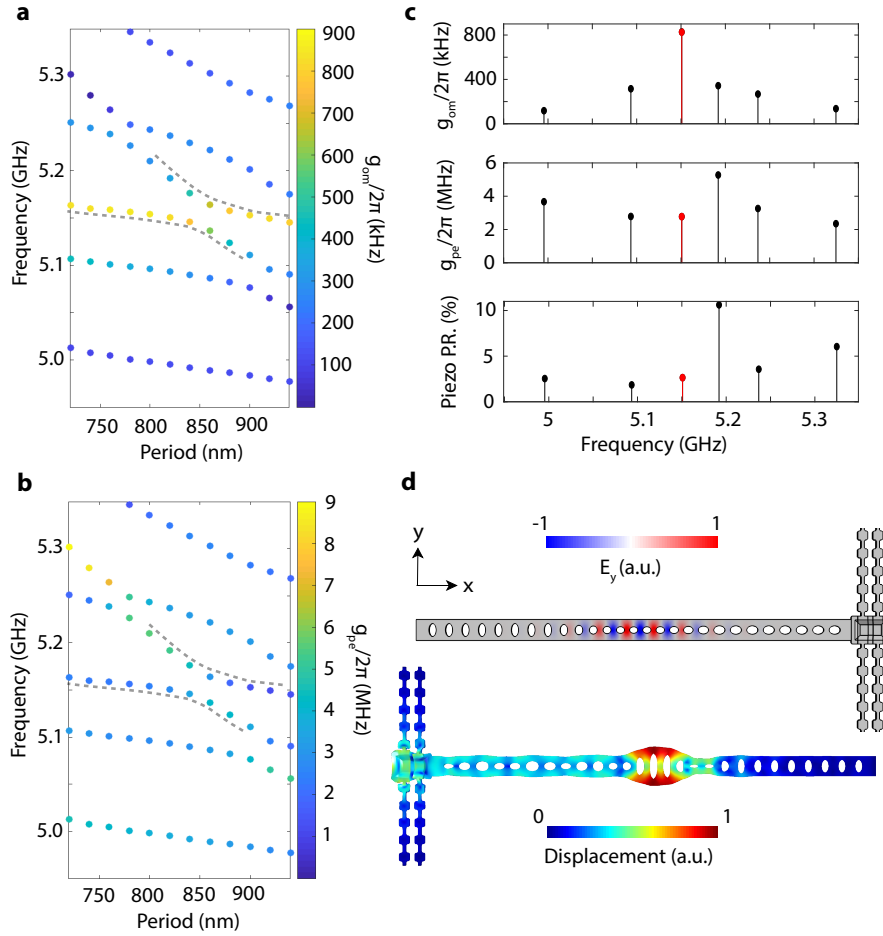 a
Frequency (GHz)
5.3
5.2
5.1
5.0
750 800 850 900
Period (nm)
900
800
700
600
500
400
300
200
100
g_om/2π (kHz)
b
Frequency (GHz)
5.3
5.2
5.1
5.0
750 800 850 900
Period (nm)
9
8
7
6
5
4
3
2
1
g_pe/2π (MHz)
c
g_om/2π (kHz)
800
400
0
g_pe/2π (MHz)
6
4
2
0
Piezo P.R. (%)
10
5
0
5 5.1 5.2 5.3
Frequency (GHz)
d
-1 1
E_y (a.u.)
y
x
0 1
Displacement (a.u.)